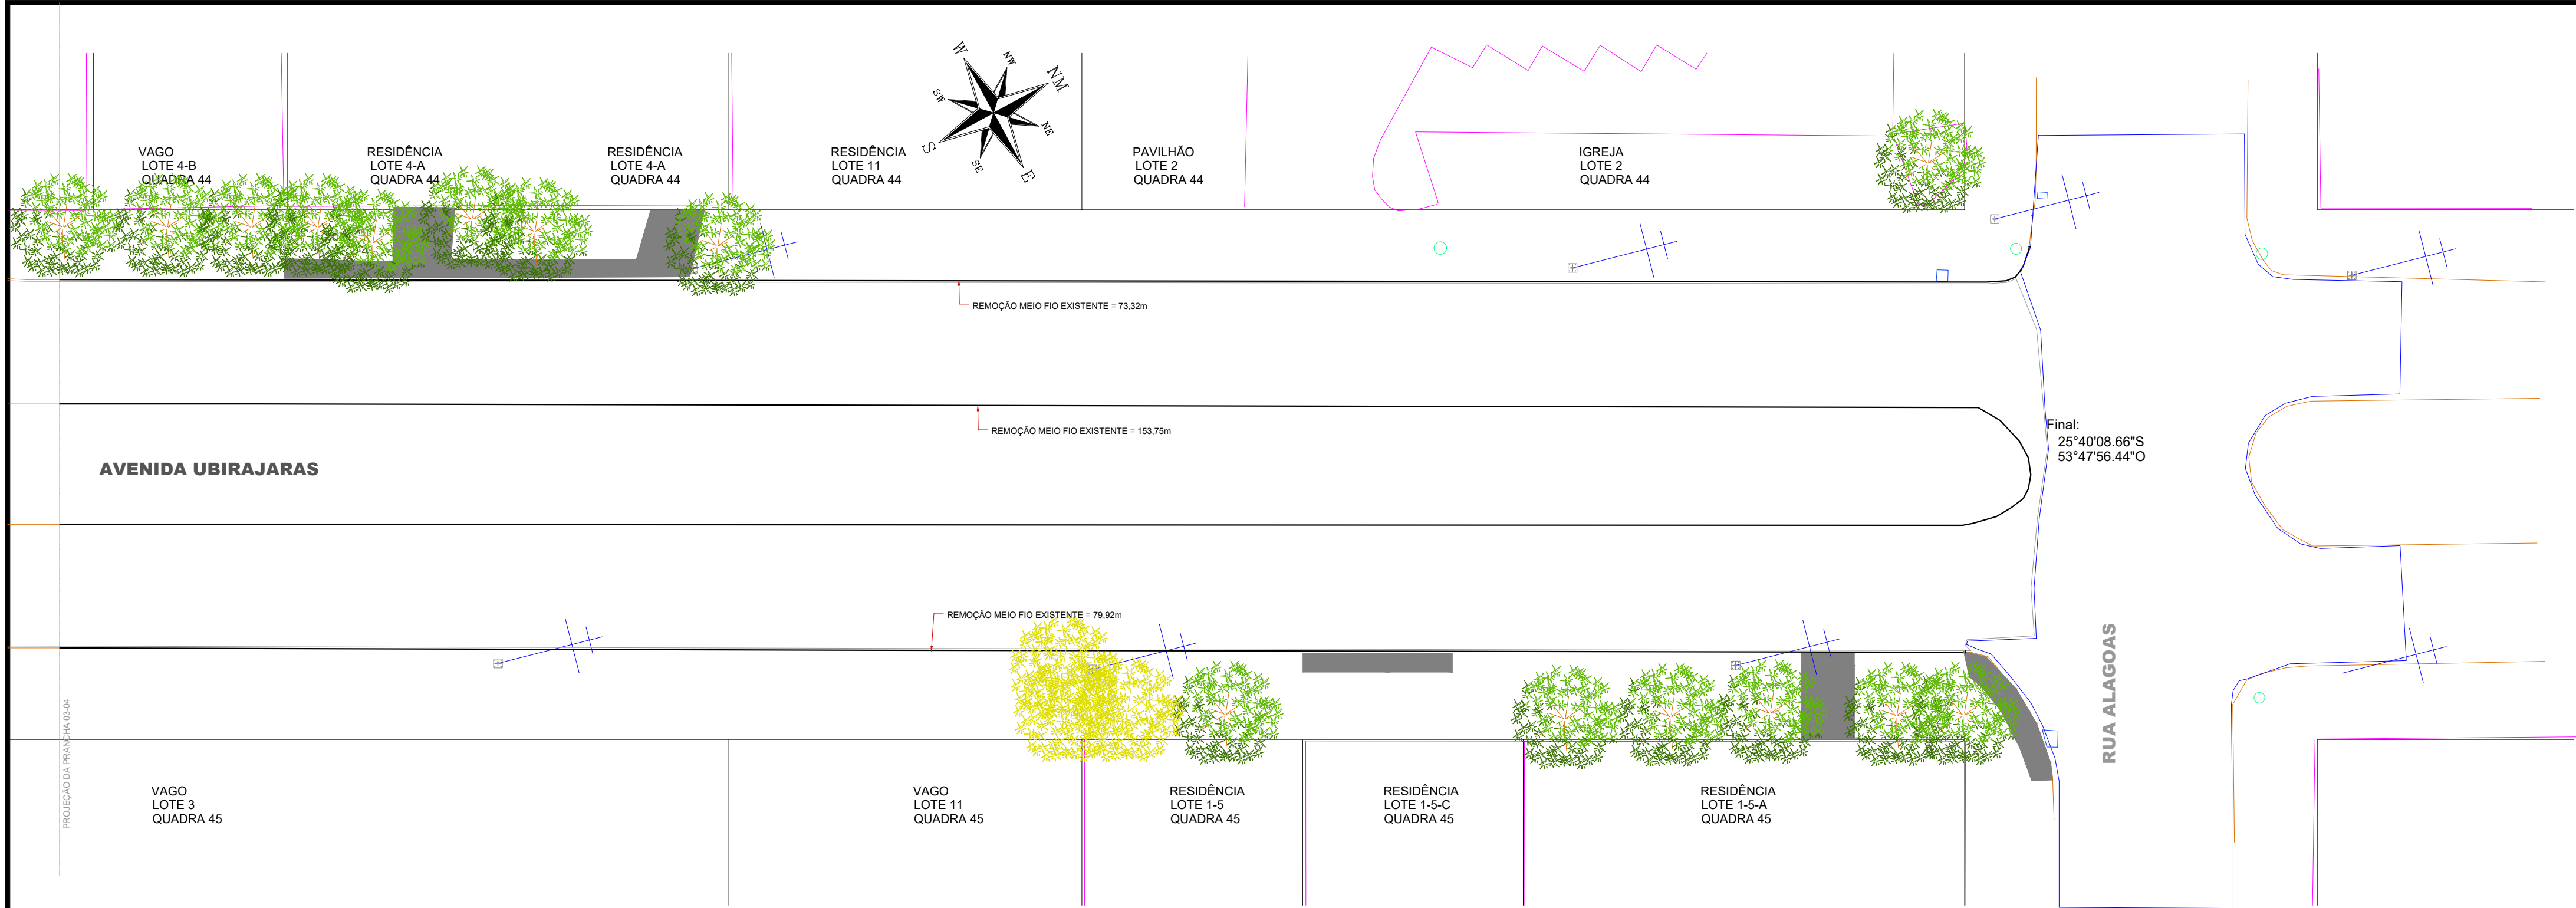 W
NW
NM
SW
NE
S
SE
E
VAGO
LOTE 4-B
QUADRA 44
RESIDÊNCIA
LOTE 4-A
QUADRA 44
RESIDÊNCIA
LOTE 4-A
QUADRA 44
RESIDÊNCIA
LOTE 11
QUADRA 44
PAVILHÃO
LOTE 2
QUADRA 44
IGREJA
LOTE 2
QUADRA 44
REMOÇÃO MEIO FIO EXISTENTE = 73,32m
REMOÇÃO MEIO FIO EXISTENTE = 153,75m
Final:
25°40'08.66"S
53°47'56.44"O
AVENIDA UBIRAJARAS
REMOÇÃO MEIO FIO EXISTENTE = 79,92m
RUA ALAGOAS
PROJEÇÃO DA PRANCHA 03-04
VAGO
LOTE 3
QUADRA 45
VAGO
LOTE 11
QUADRA 45
RESIDÊNCIA
LOTE 1-5
QUADRA 45
RESIDÊNCIA
LOTE 1-5-C
QUADRA 45
RESIDÊNCIA
LOTE 1-5-A
QUADRA 45